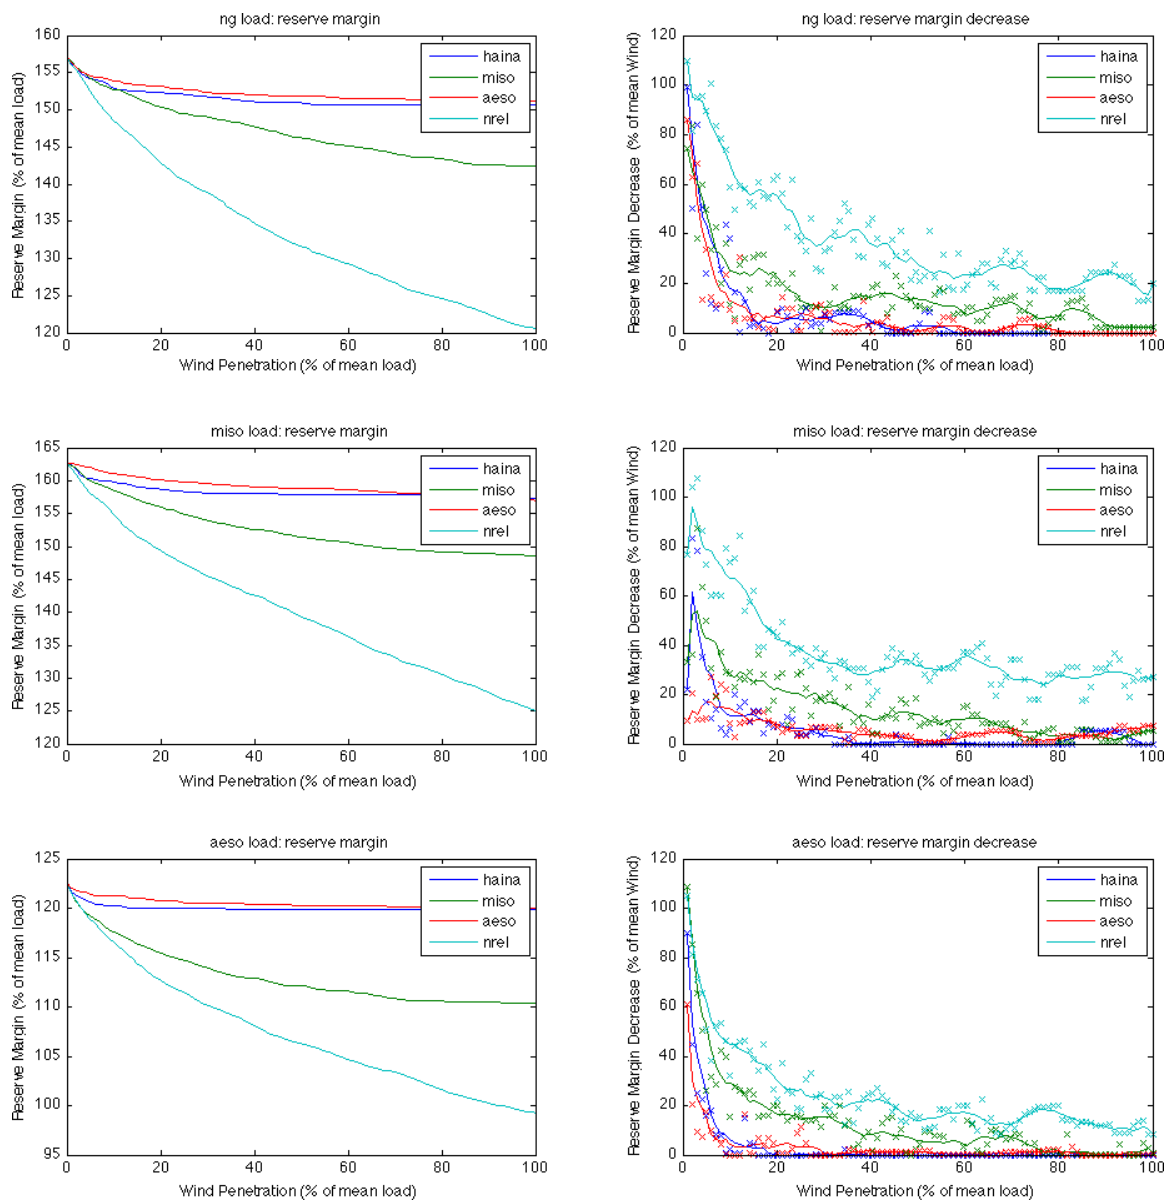 ng load: reserve margin
Reserve Margin (% of mean load)
160
155
150
145
140
135
130
125
120
0 20 40 60 80 100
Wind Penetration (% of mean load)
haina
miso
aeso
nrel
ng load: reserve margin decrease
Reserve Margin Decrease (% of mean Wind)
120
100
80
60
40
20
0
0 20 40 60 80 100
Wind Penetration (% of mean load)
haina
miso
aeso
nrel
miso load: reserve margin
Reserve Margin (% of mean load)
165
160
155
150
145
140
135
130
125
120
0 20 40 60 80 100
Wind Penetration (% of mean load)
haina
miso
aeso
nrel
miso load: reserve margin decrease
Reserve Margin Decrease (% of mean Wind)
120
100
80
60
40
20
0
0 20 40 60 80 100
Wind Penetration (% of mean load)
haina
miso
aeso
nrel
aeso load: reserve margin
Reserve Margin (% of mean load)
125
120
115
110
105
100
95
0 20 40 60 80 100
Wind Penetration (% of mean load)
haina
miso
aeso
nrel
aeso load: reserve margin decrease
Reserve Margin Decrease (% of mean Wind)
120
100
80
60
40
20
0
0 20 40 60 80 100
Wind Penetration (% of mean load)
haina
miso
aeso
nrel